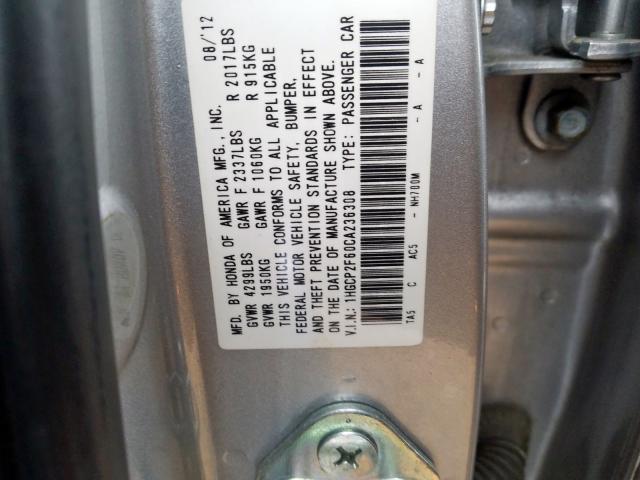 MFD. BY HONDA OF AMERICA MFG., INC. 08/'12
GVWR 4299LBS GAWR F 2337LBS R 2017LBS
GVWR 1950KG GAWR F 1060KG R 915KG
THIS VEHICLE CONFORMS TO ALL APPLICABLE
FEDERAL MOTOR VEHICLE SAFETY, BUMPER,
AND THEFT PREVENTION STANDARDS IN EFFECT
ON THE DATE OF MANUFACTURE SHOWN ABOVE.
V.I.N.: 1HGCP2F60CA236308 TYPE: PASSENGER CAR
TA5 C AC5 - NH700M - A - A